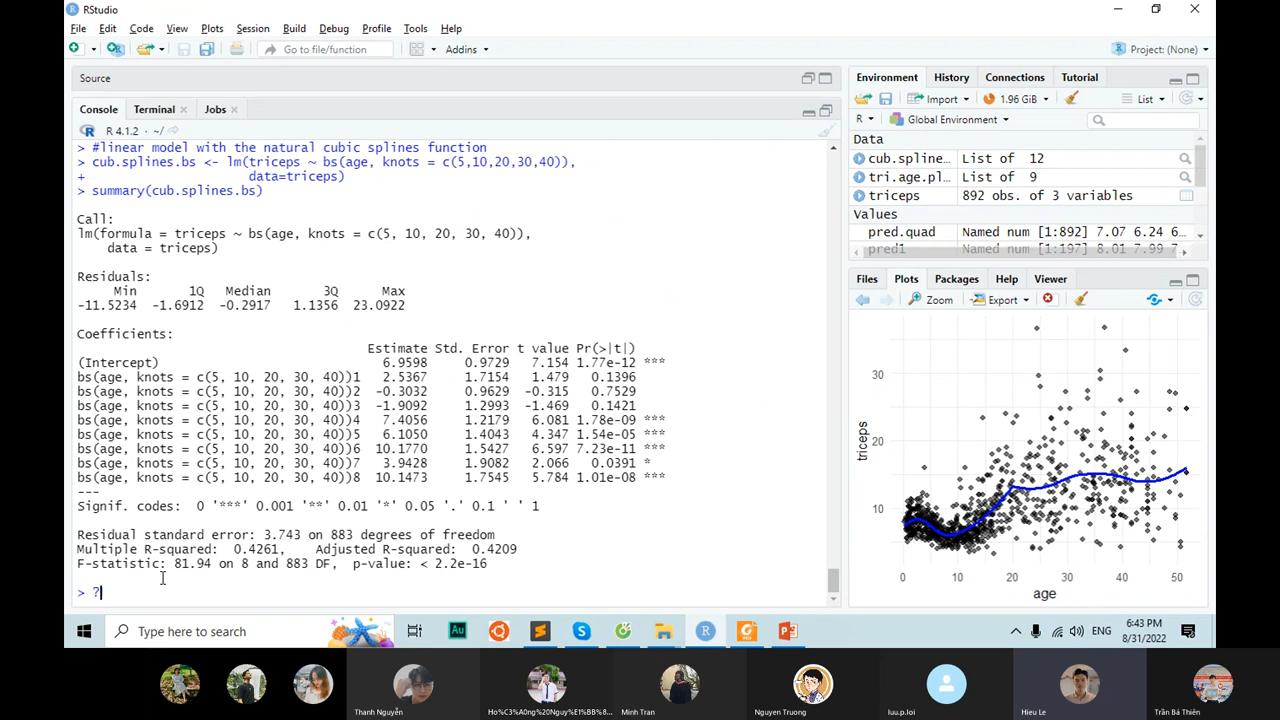 RStudio
File Edit Code View Plots Session Build Debug Profile Tools Help
Go to file/function Addins Project: (None)
Source
Console Terminal Jobs
R 4.1.2 · ~/
> #linear model with the natural cubic splines function
> cub.splines.bs <- lm(triceps ~ bs(age, knots = c(5,10,20,30,40)),
+ data=triceps)
> summary(cub.splines.bs)
Call:
lm(formula = triceps ~ bs(age, knots = c(5, 10, 20, 30, 40)),
data = triceps)
Residuals:
Min 1Q Median 3Q Max
-11.5234 -1.6912 -0.2917 1.1356 23.0922
Coefficients:
Estimate Std. Error t value Pr(>|t|)
(Intercept) 6.9598 0.9729 7.154 1.77e-12 ***
bs(age, knots = c(5, 10, 20, 30, 40))1 2.5367 1.7154 1.479 0.1396
bs(age, knots = c(5, 10, 20, 30, 40))2 -0.3032 0.9629 -0.315 0.7529
bs(age, knots = c(5, 10, 20, 30, 40))3 -1.9092 1.2993 -1.469 0.1421
bs(age, knots = c(5, 10, 20, 30, 40))4 7.4056 1.2179 6.081 1.78e-09 ***
bs(age, knots = c(5, 10, 20, 30, 40))5 6.1050 1.4043 4.347 1.54e-05 ***
bs(age, knots = c(5, 10, 20, 30, 40))6 10.1770 1.5427 6.597 7.23e-11 ***
bs(age, knots = c(5, 10, 20, 30, 40))7 3.9428 1.9082 2.066 0.0391 *
bs(age, knots = c(5, 10, 20, 30, 40))8 10.1473 1.7545 5.784 1.01e-08 ***
---
Signif. codes: 0 '***' 0.001 '**' 0.01 '*' 0.05 '.' 0.1 ' ' 1
Residual standard error: 3.743 on 883 degrees of freedom
Multiple R-squared: 0.4261, Adjusted R-squared: 0.4209
F-statistic: 81.94 on 8 and 883 DF, p-value: < 2.2e-16
> ?
Environment History Connections Tutorial
Import 1.96 GiB List
R Global Environment
Data
cub.spline… List of 12
tri.age.pl… List of 9
triceps 892 obs. of 3 variables
Values
pred.quad Named num [1:892] 7.07 6.24 6…
pred1 Named num [1:197] 8.01 7.99 7…
Files Plots Packages Help Viewer
Zoom Export
triceps
30
20
10
0 10 20 30 40 50
age
Type here to search
ENG
6:43 PM
8/31/2022
Thanh Nguyễn
Ho%C3%A0ng%20Nguy%E1%BB%8…
Minh Tran
Nguyen Truong
luu.p.loi
Hieu Le
Trần Bá Thiên